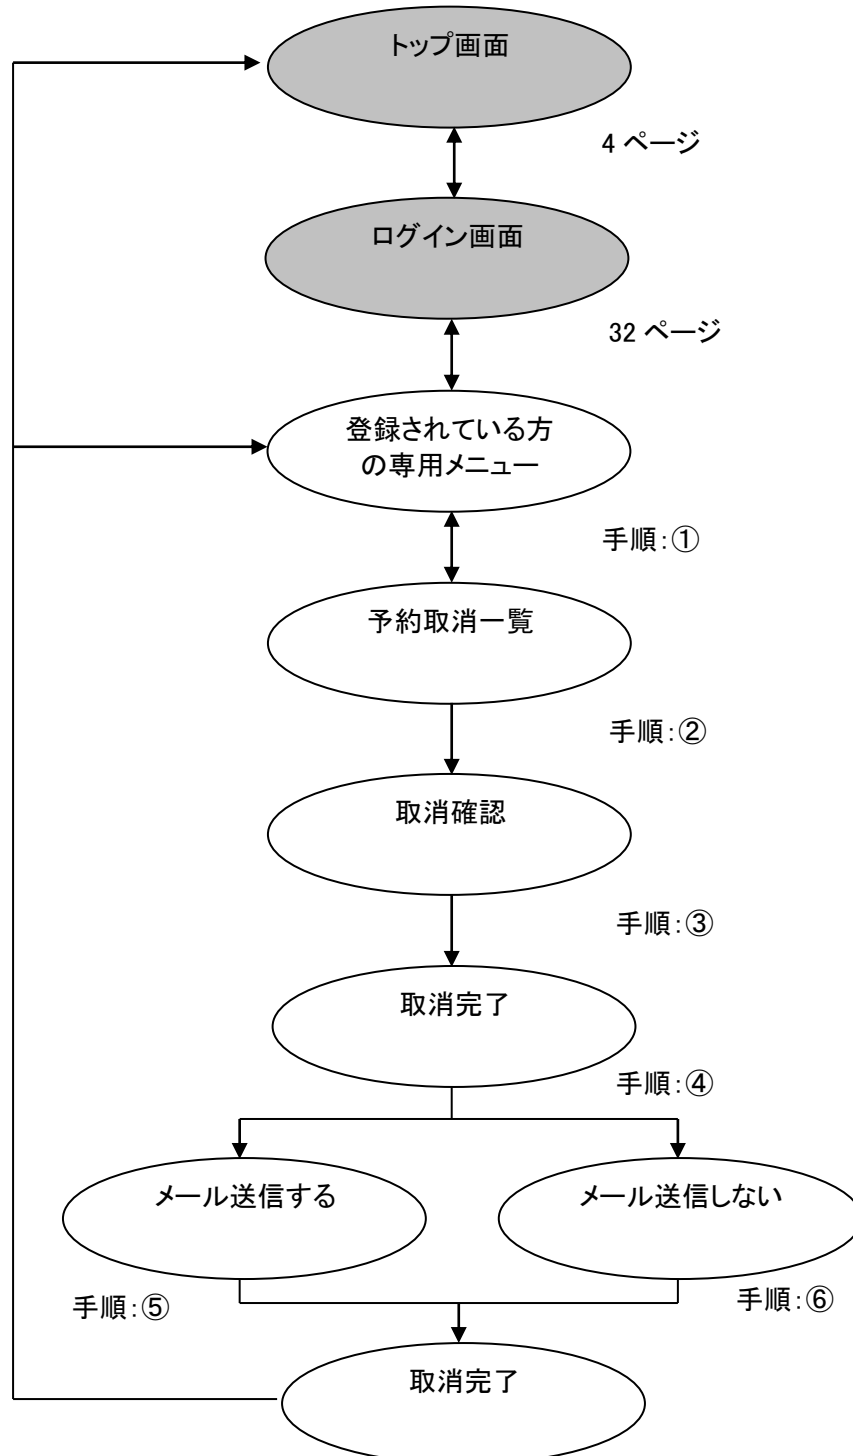 トップ画面
4 ページ
ログイン画面
32 ページ
登録されている方
の専用メニュー
手順:①
予約取消一覧
手順:②
取消確認
手順:③
取消完了
手順:④
メール送信する
メール送信しない
手順:⑤
手順:⑥
取消完了